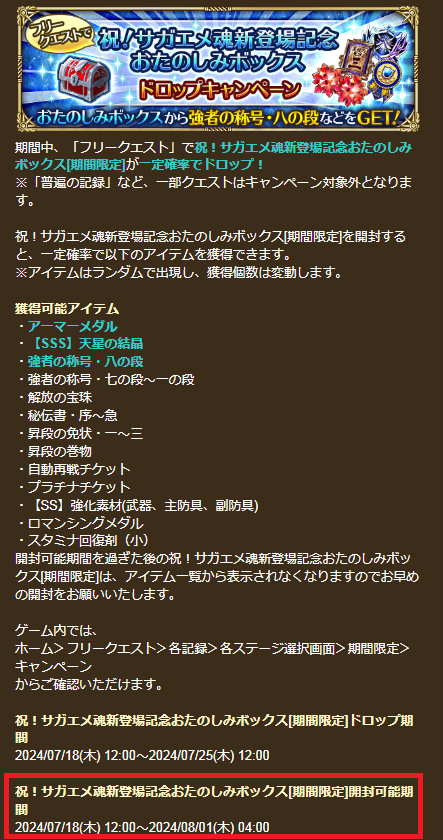 フリー
クエストで
祝！サガエメ魂新登場記念
おたのしみボックス
ドロップキャンペーン
おたのしみボックスから強者の称号・八の段などをGET!
期間中、「フリークエスト」で祝！サガエメ魂新登場記念おたのしみ
ボックス[期間限定]が一定確率でドロップ！
※「普遍の記録」など、一部クエストはキャンペーン対象外となりま
す。
祝！サガエメ魂新登場記念おたのしみボックス[期間限定]を開封する
と、一定確率で以下のアイテムを獲得できます。
※アイテムはランダムで出現し、獲得個数は変動します。
獲得可能アイテム
・アーマーメダル
・【SSS】天星の結晶
・強者の称号・八の段
・強者の称号・七の段～一の段
・解放の宝珠
・秘伝書・序～急
・昇段の免状・一～三
・昇段の巻物
・自動再戦チケット
・プラチナチケット
・【SS】強化素材(武器、主防具、副防具)
・ロマンシングメダル
・スタミナ回復剤（小）
開封可能期間を過ぎた後の祝！サガエメ魂新登場記念おたのしみボッ
クス[期間限定]は、アイテム一覧から表示されなくなりますのでお早め
の開封をお願いいたします。
ゲーム内では、
ホーム＞フリークエスト＞各記録＞各ステージ選択画面＞期間限定＞
キャンペーン
からご確認いただけます。
祝！サガエメ魂新登場記念おたのしみボックス[期間限定]ドロップ期
間
2024/07/18(木) 12:00～2024/07/25(木) 12:00
祝！サガエメ魂新登場記念おたのしみボックス[期間限定]開封可能期
間
2024/07/18(木) 12:00～2024/08/01(木) 04:00